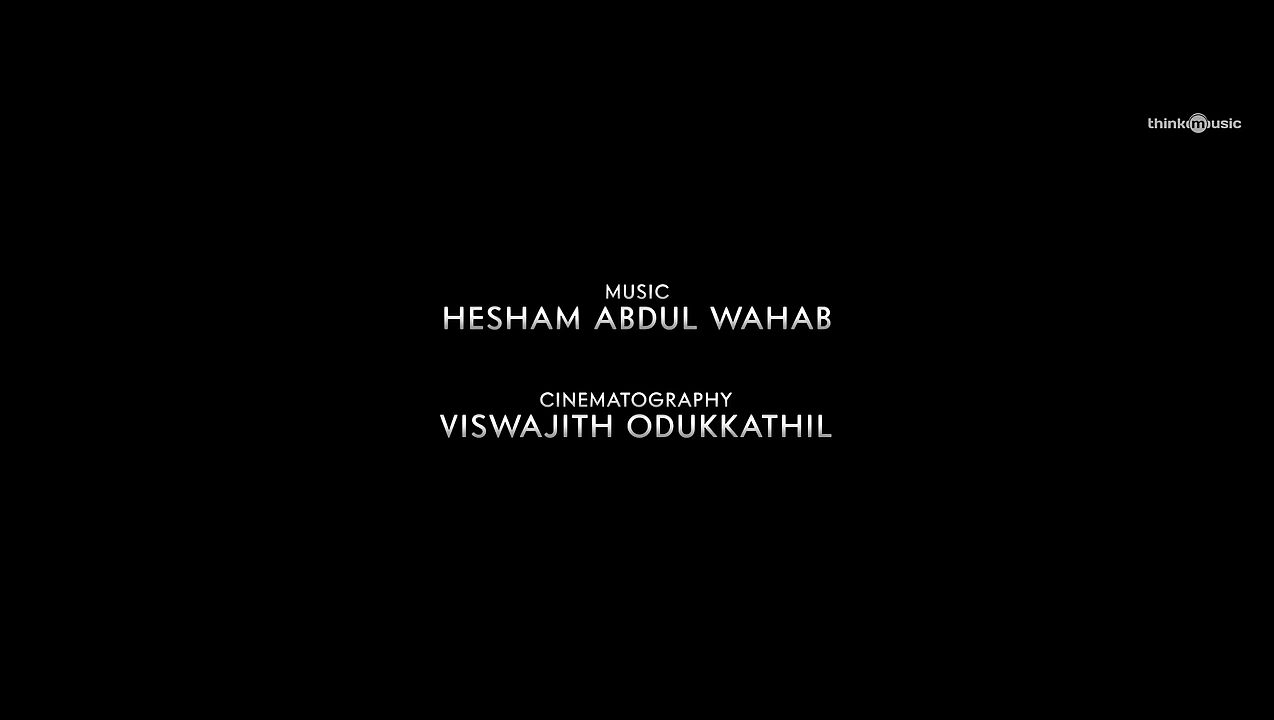 thinkmusic
MUSIC
HESHAM ABDUL WAHAB
CINEMATOGRAPHY
VISWAJITH ODUKKATHIL